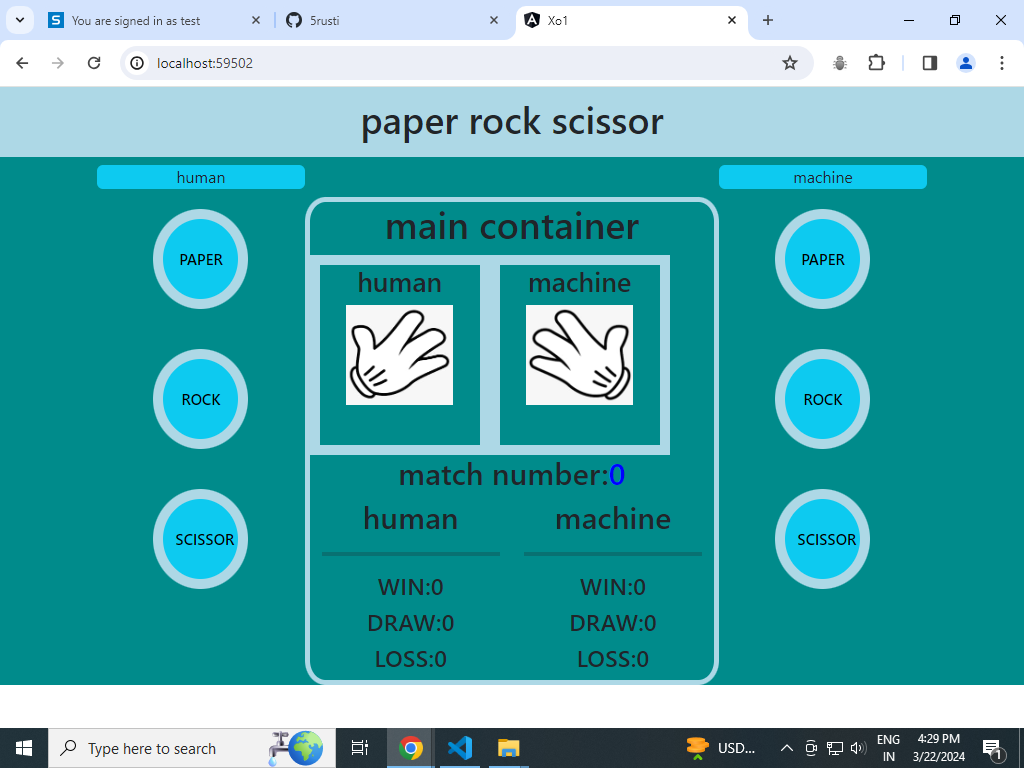 You are signed in as test
5rusti
Xo1
localhost:59502
paper rock scissor
human
machine
main container
PAPER
human
machine
PAPER
ROCK
ROCK
match number:0
human
machine
SCISSOR
SCISSOR
WIN:0
WIN:0
DRAW:0
DRAW:0
LOSS:0
LOSS:0
Type here to search
USD...
ENG
IN
4:29 PM
3/22/2024
1